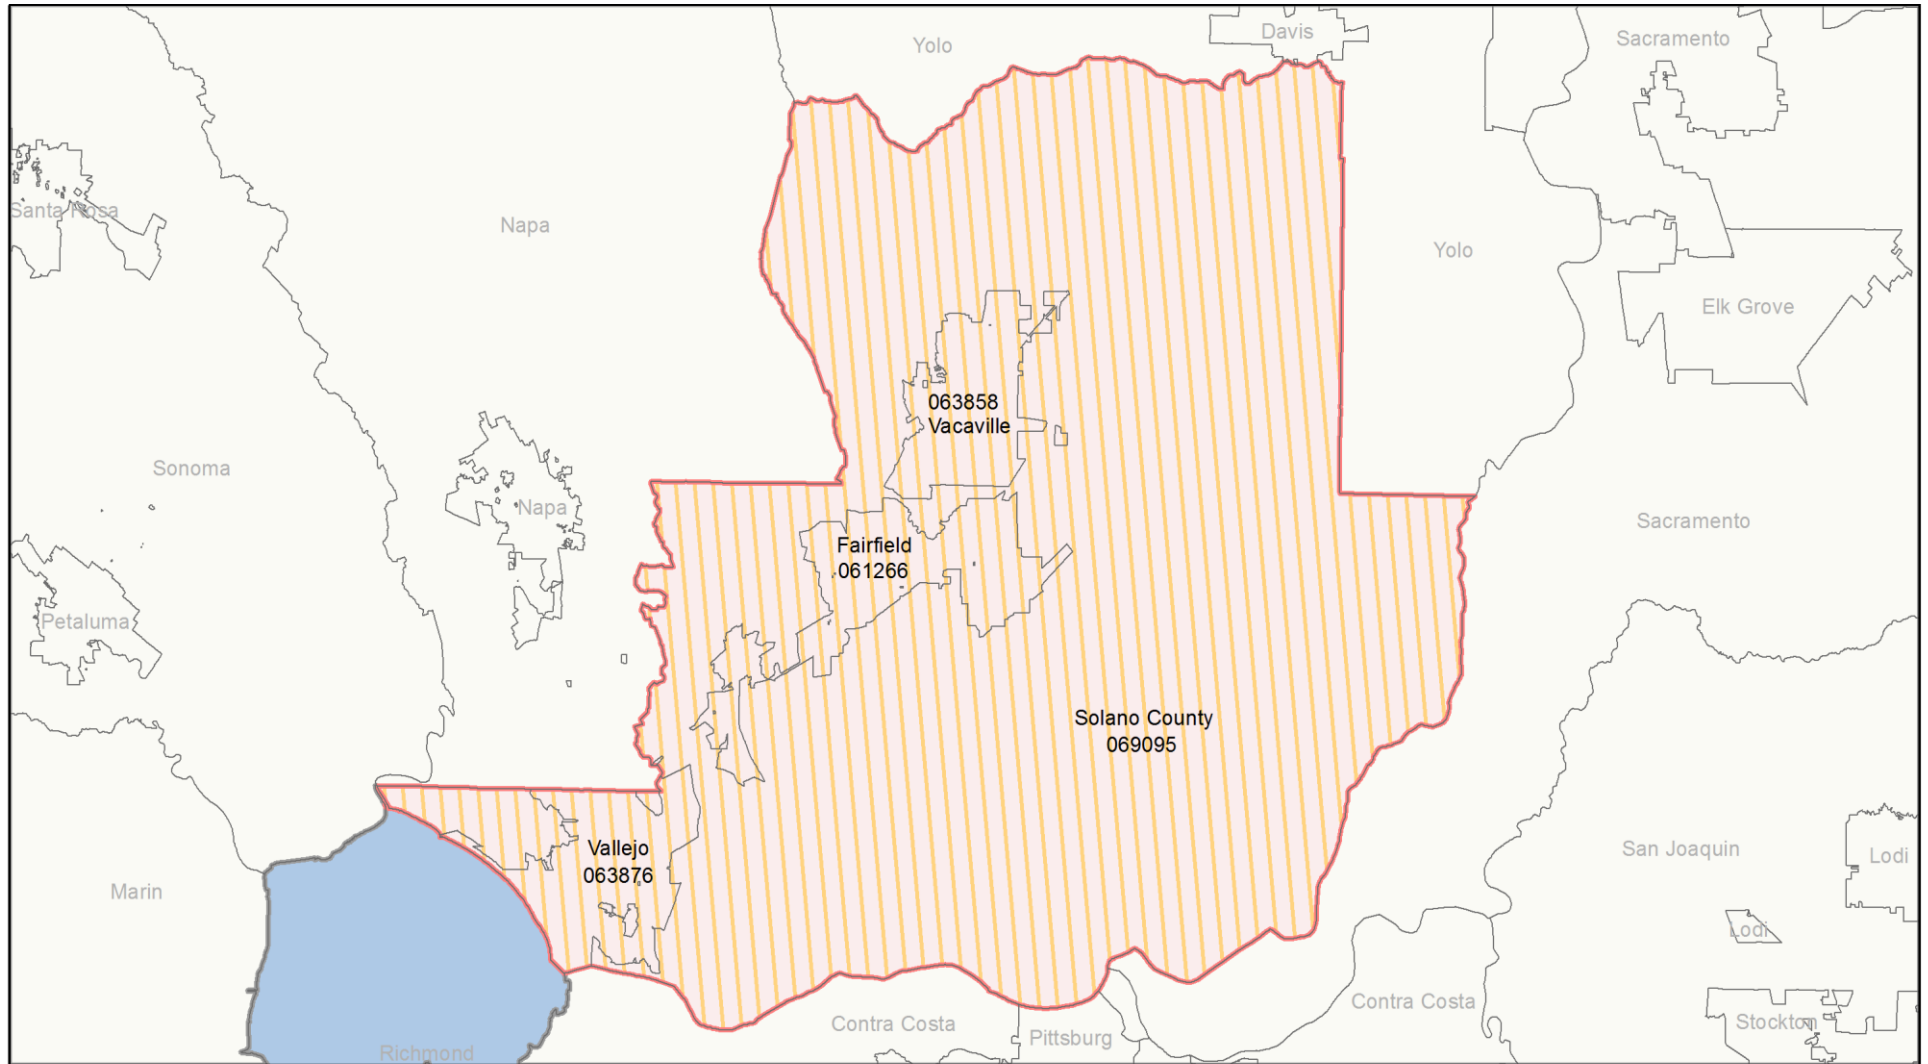 Yolo
Davis
Sacramento
Santa Rosa
Napa
Yolo
Elk Grove
063858
Vacaville
Sonoma
Napa
Sacramento
Fairfield
061266
Petaluma
Solano County
069095
Vallejo
063876
San Joaquin
Lodi
Marin
Lodi
Contra Costa
Contra Costa
Stockton
Pittsburg
Richmond